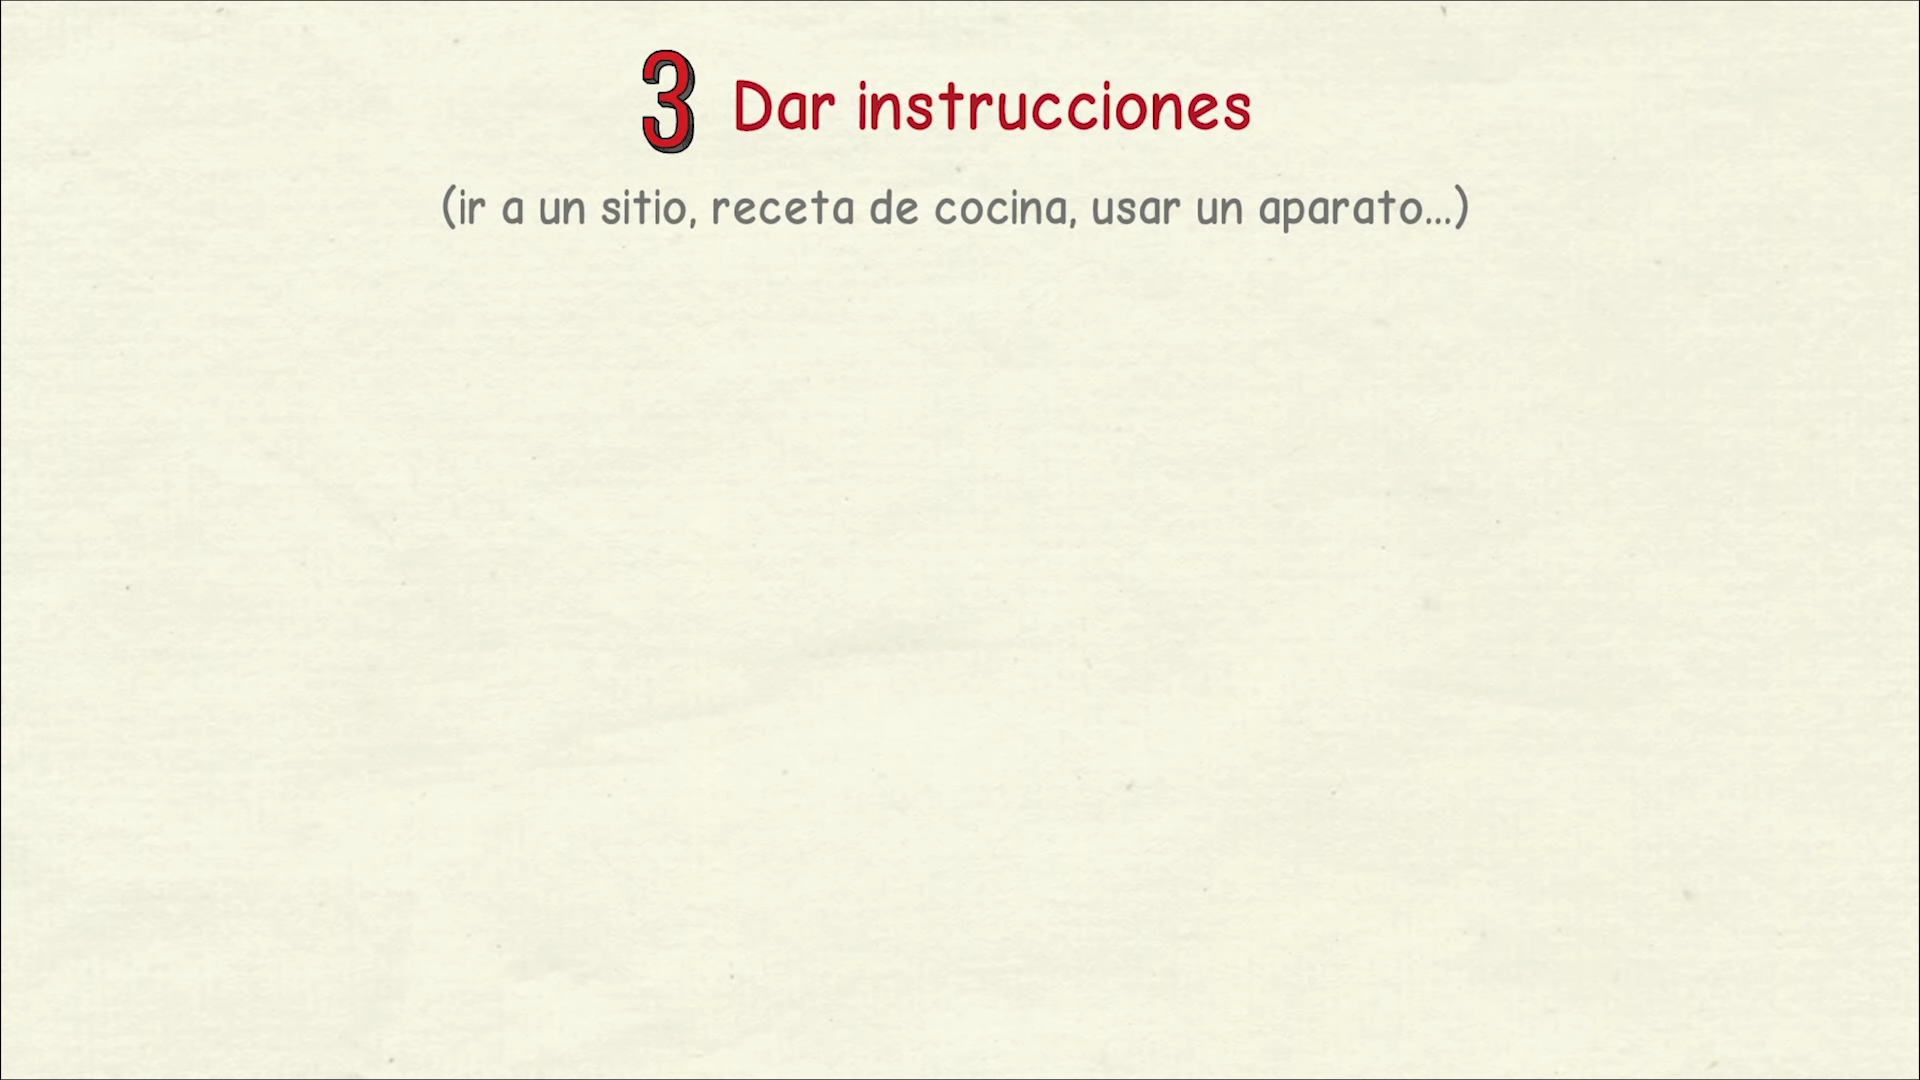 3 Dar instrucciones
(ir a un sitio, receta de cocina, usar un aparato...)